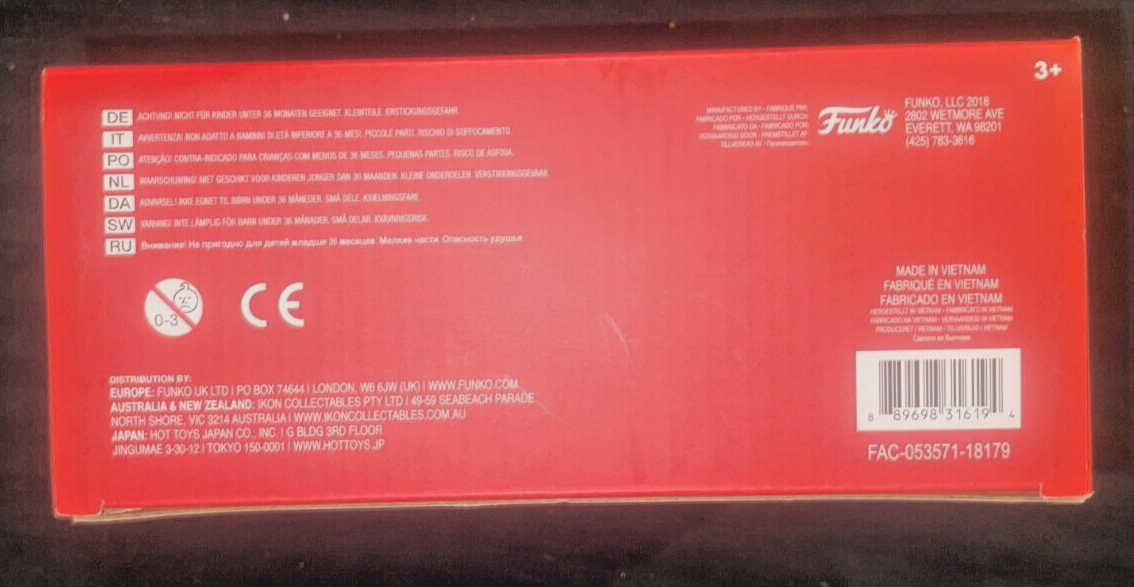 3+
DE ACHTUNG! NICHT FÜR KINDER UNTER 36 MONATEN GEEIGNET. KLEINTEILE. ERSTICKUNGSGEFAHR.
IT AVVERTENZA! NON ADATTO A BAMBINI DI ETÀ INFERIORE A 36 MESI. PICCOLE PARTI. RISCHIO DI SOFFOCAMENTO.
PO ATENÇÃO! CONTRA-INDICADO PARA CRIANÇAS COM MENOS DE 36 MESES. PEQUENAS PARTES. RISCO DE ASFIXIA.
NL WAARSCHUWING! NIET GESCHIKT VOOR KINDEREN JONGER DAN 36 MAANDEN. KLEINE ONDERDELEN. VERSTIKKINGSGEVAAR.
DA ADVARSEL! IKKE EGNET TIL BØRN UNDER 36 MÅNEDER. SMÅ DELE. KVÆLNINGSFARE.
SW VARNING! INTE LÄMPLIG FÖR BARN UNDER 36 MÅNADER. SMÅ DELAR. KVÄVNINGSRISK.
RU Внимание! Не пригодно для детей младше 36 месяцев. Мелкие части. Опасность удушья.
MANUFACTURED BY • FABRIQUÉ PAR
FABRICADO POR • HERGESTELLT DURCH
FABBRICATO DA • FABRICADO POR
VERVAARDIGD DOOR • FREMSTILLET AF
TILLVERKAD AV • Производитель
Funko
FUNKO, LLC 2018
2802 WETMORE AVE
EVERETT, WA 98201
(425) 783-3616
0-3
CE
MADE IN VIETNAM
FABRIQUÉ EN VIETNAM
FABRICADO EN VIETNAM
HERGESTELLT IN VIETNAM • FABBRICATO IN VIETNAM
FABRICADO NA VIETNAM • VERVAARDIGD IN VIETNAM
PRODUCERET I VIETNAM • TILLVERKAD I VIETNAM
Сделано во Вьетнаме
DISTRIBUTION BY:
EUROPE: FUNKO UK LTD | PO BOX 74644 | LONDON, W6 6JW (UK) | WWW.FUNKO.COM
AUSTRALIA & NEW ZEALAND: IKON COLLECTABLES PTY LTD | 49-59 SEABEACH PARADE
NORTH SHORE, VIC 3214 AUSTRALIA | WWW.IKONCOLLECTABLES.COM.AU
JAPAN: HOT TOYS JAPAN CO., INC. | G BLDG 3RD FLOOR
JINGUMAE 3-30-12 | TOKYO 150-0001 | WWW.HOTTOYS.JP
8 89698 31619 4
FAC-053571-18179